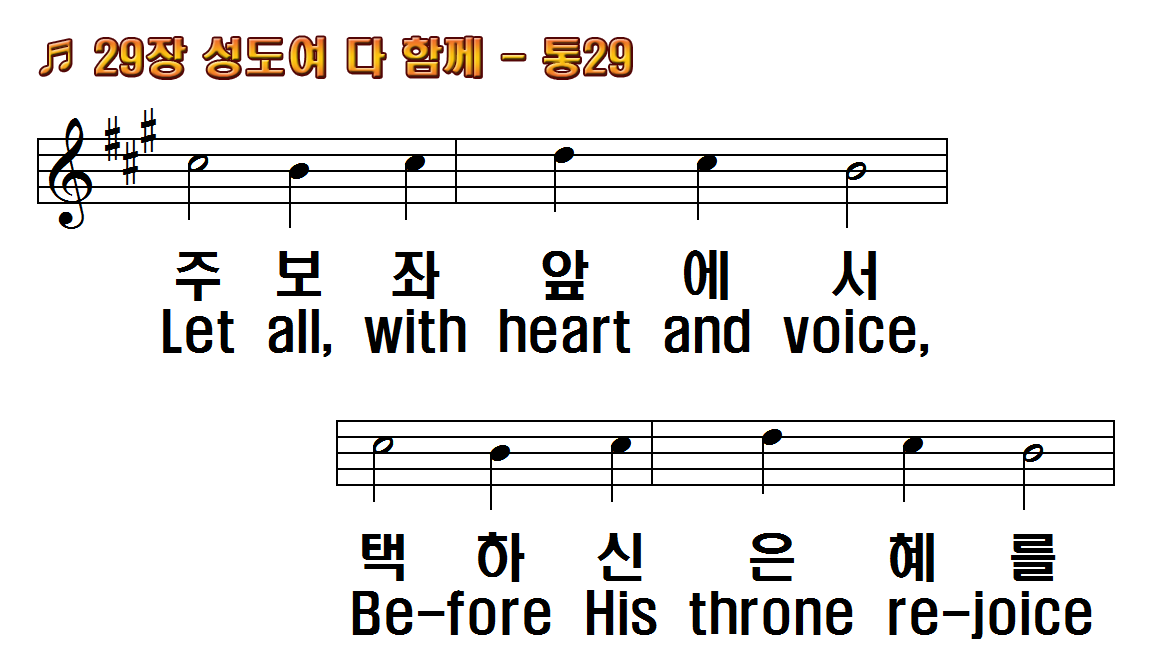 ♬ 29장 성도여 다 함께 - 통29
주 보 좌 앞 에 서
Let all, with heart and voice,
택 하 신 은 혜 를
Be-fore His throne re-joice